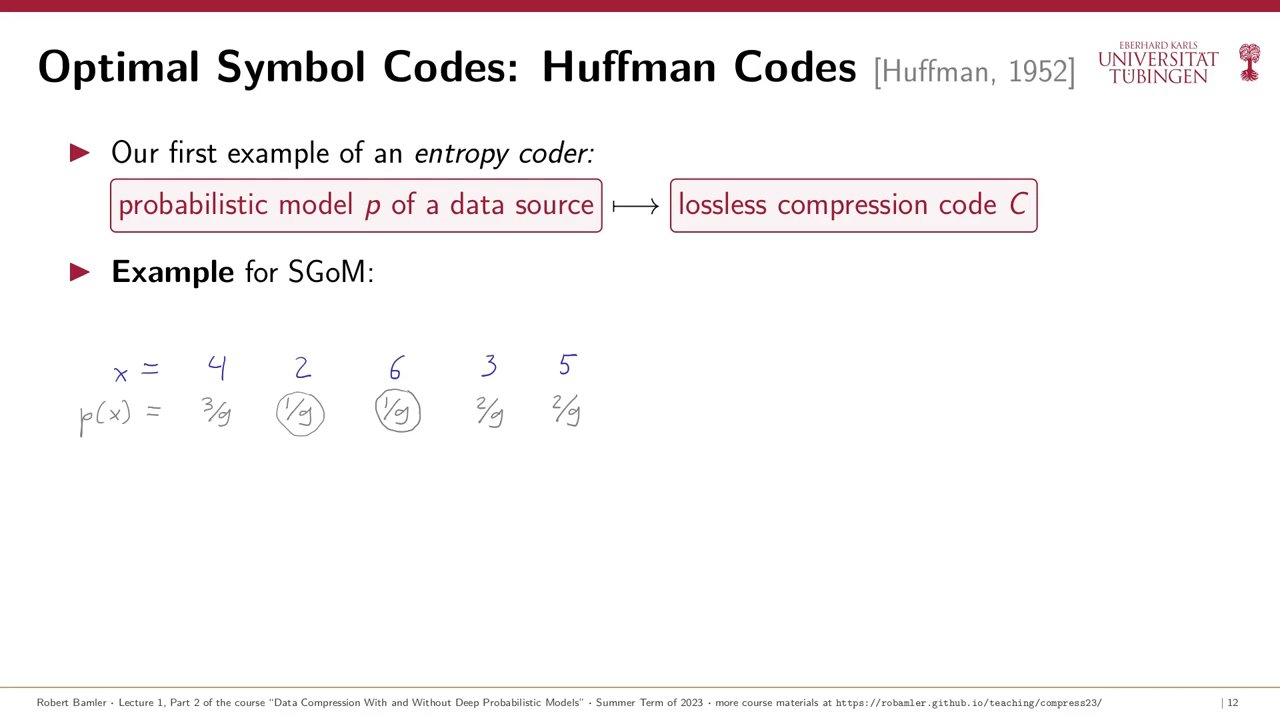 Optimal Symbol Codes: Huffman Codes [Huffman, 1952]
EBERHARD KARLS
UNIVERSITÄT
TÜBINGEN
▶ Our first example of an entropy coder:
probabilistic model p of a data source ⟼ lossless compression code C
▶ Example for SGoM:
x = 4 2 6 3 5
p(x) = 3/9 1/9 1/9 2/9 2/9
Robert Bamler · Lecture 1, Part 2 of the course “Data Compression With and Without Deep Probabilistic Models” · Summer Term of 2023 · more course materials at https://robamler.github.io/teaching/compress23/ | 12